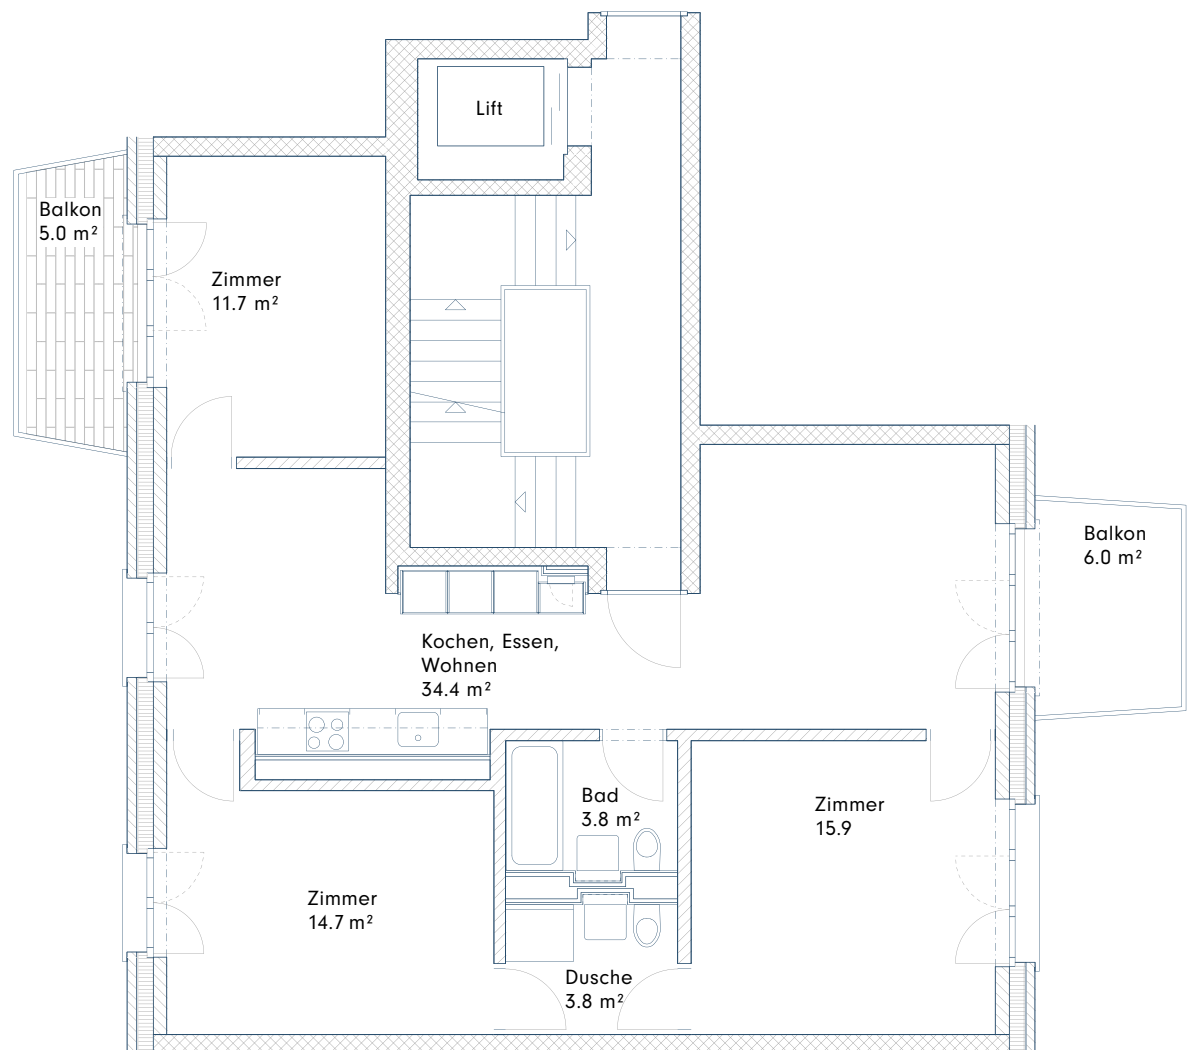 Lift
Balkon
5.0 m²
Zimmer
11.7 m²
Balkon
6.0 m²
Kochen, Essen,
Wohnen
34.4 m²
Bad
3.8 m²
Zimmer
15.9
Zimmer
14.7 m²
Dusche
3.8 m²